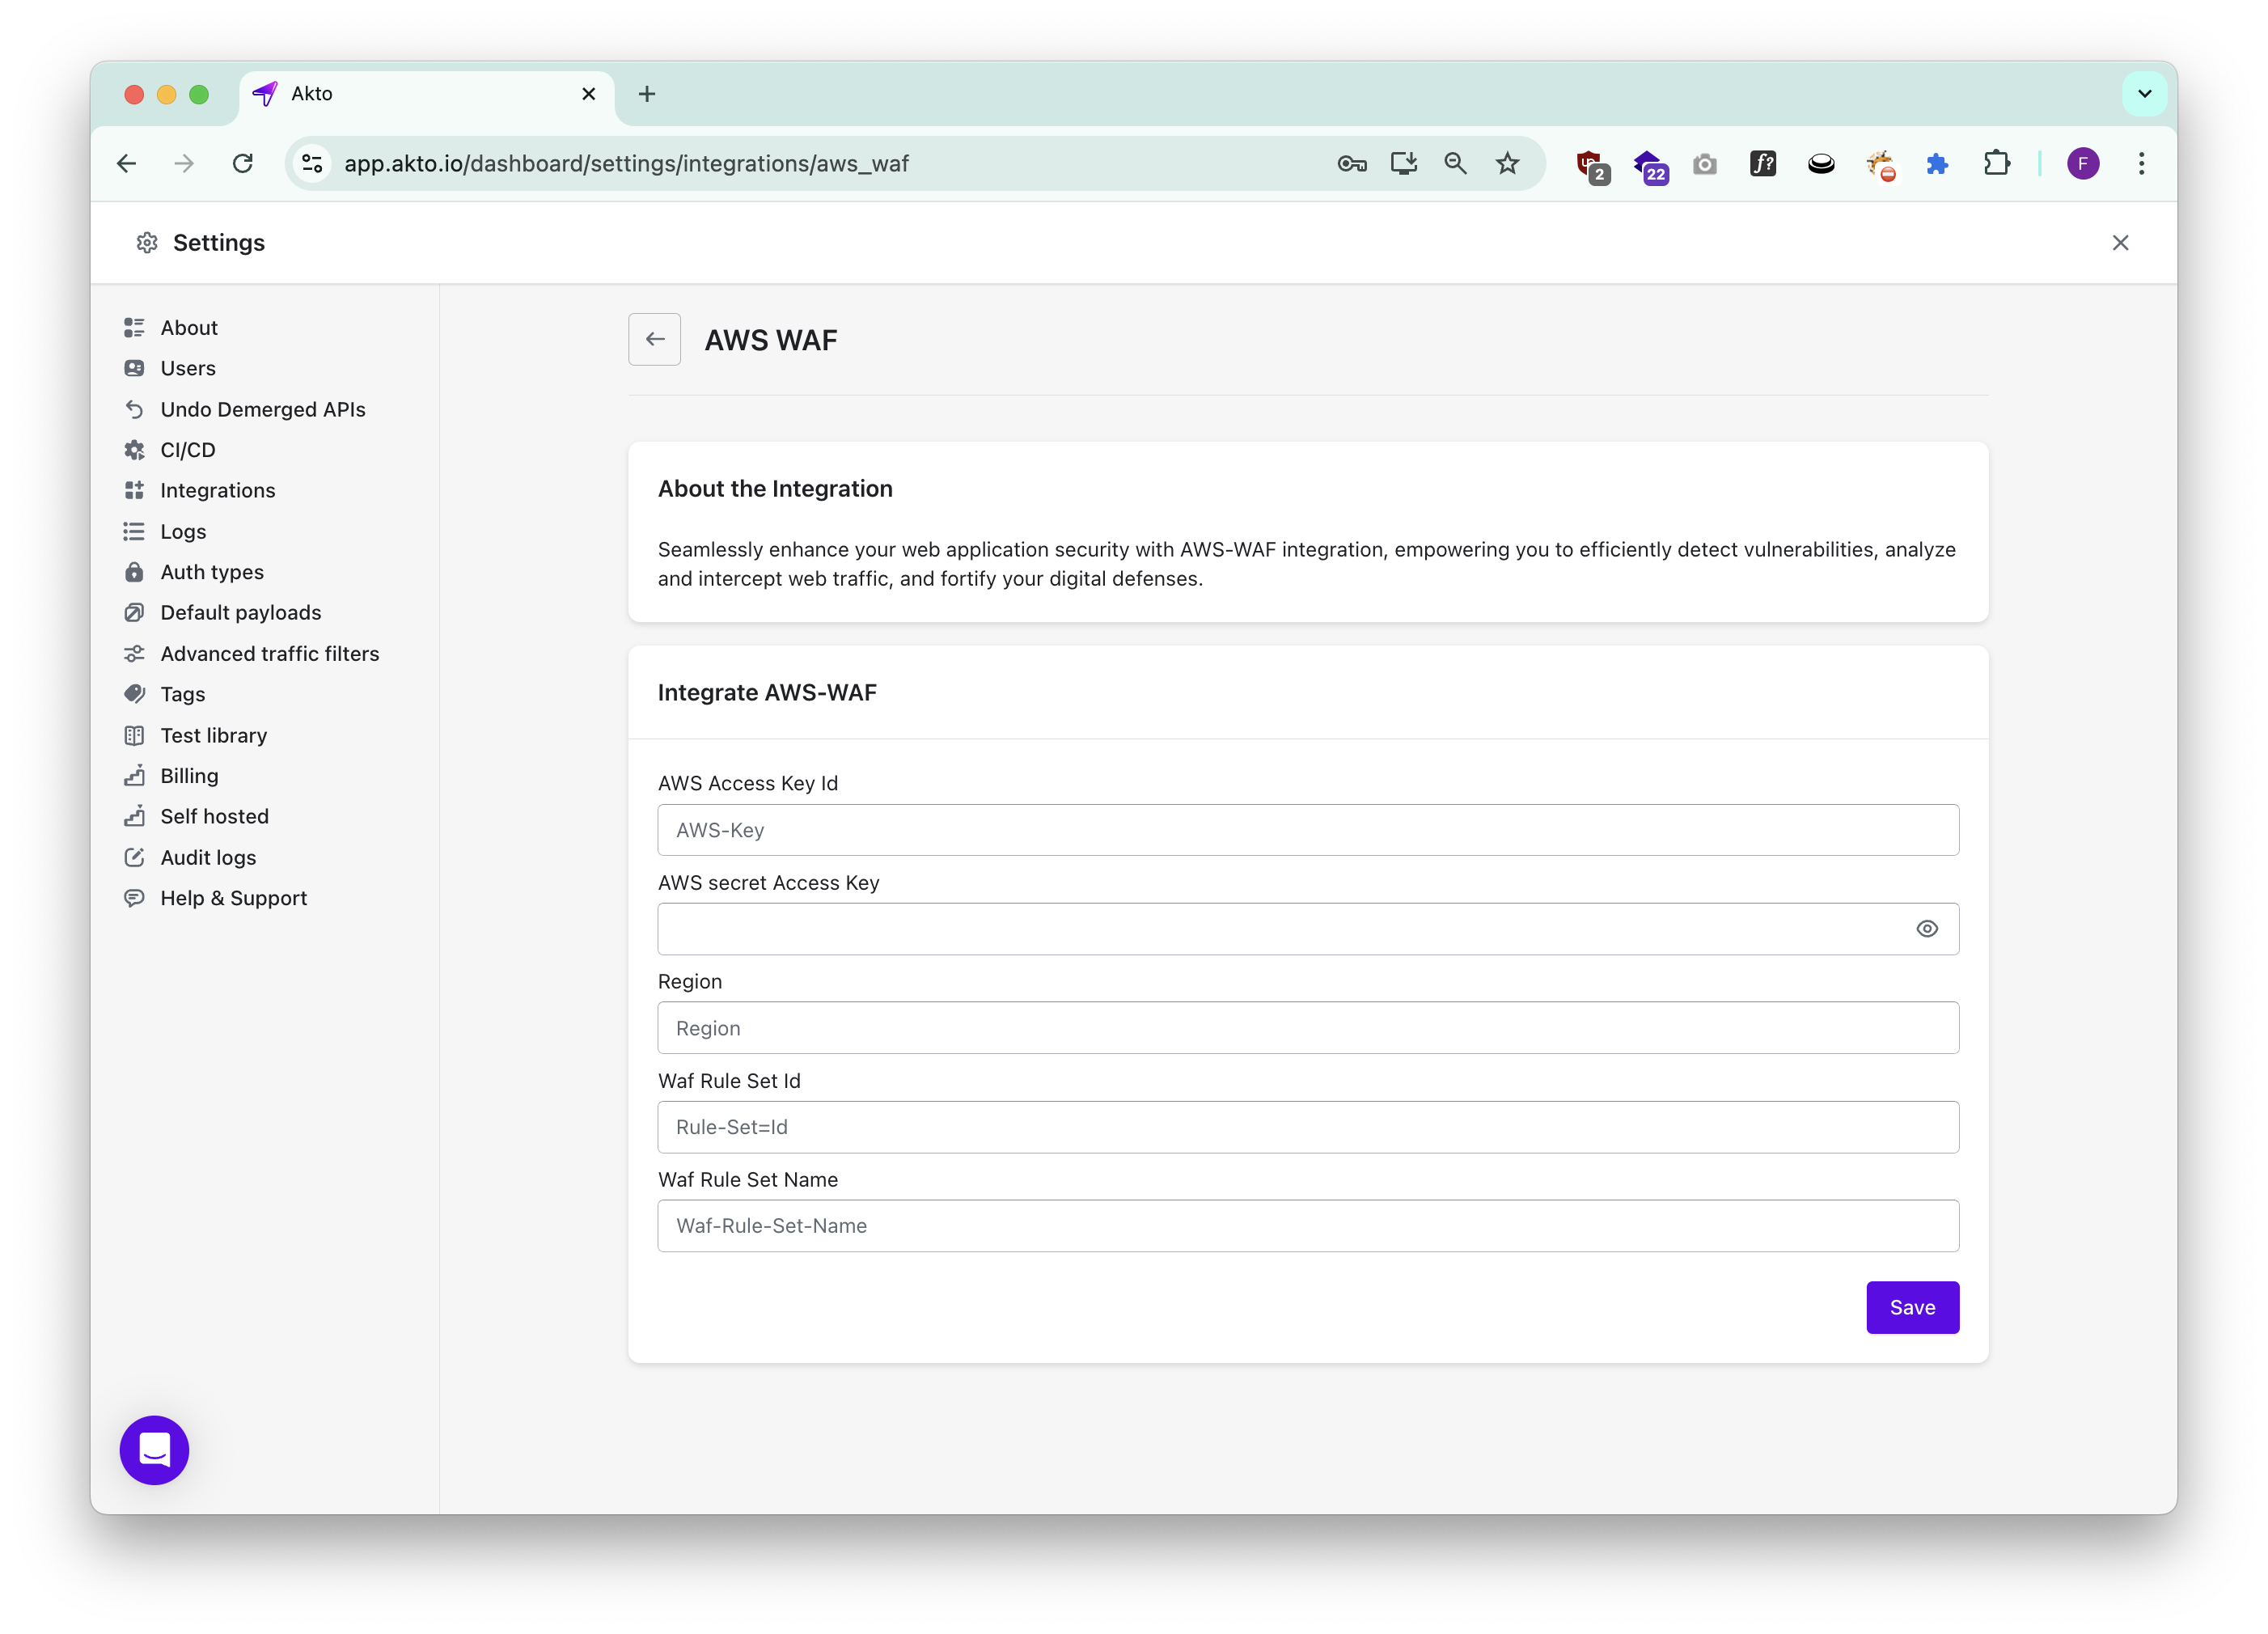 Akto
app.akto.io/dashboard/settings/integrations/aws_waf
2
22
f?
F
Settings
About
Users
Undo Demerged APIs
CI/CD
Integrations
Logs
Auth types
Default payloads
Advanced traffic filters
Tags
Test library
Billing
Self hosted
Audit logs
Help & Support
AWS WAF
About the Integration
Seamlessly enhance your web application security with AWS-WAF integration, empowering you to efficiently detect vulnerabilities, analyze
and intercept web traffic, and fortify your digital defenses.
Integrate AWS-WAF
AWS Access Key Id
AWS-Key
AWS secret Access Key
Region
Region
Waf Rule Set Id
Rule-Set=Id
Waf Rule Set Name
Waf-Rule-Set-Name
Save